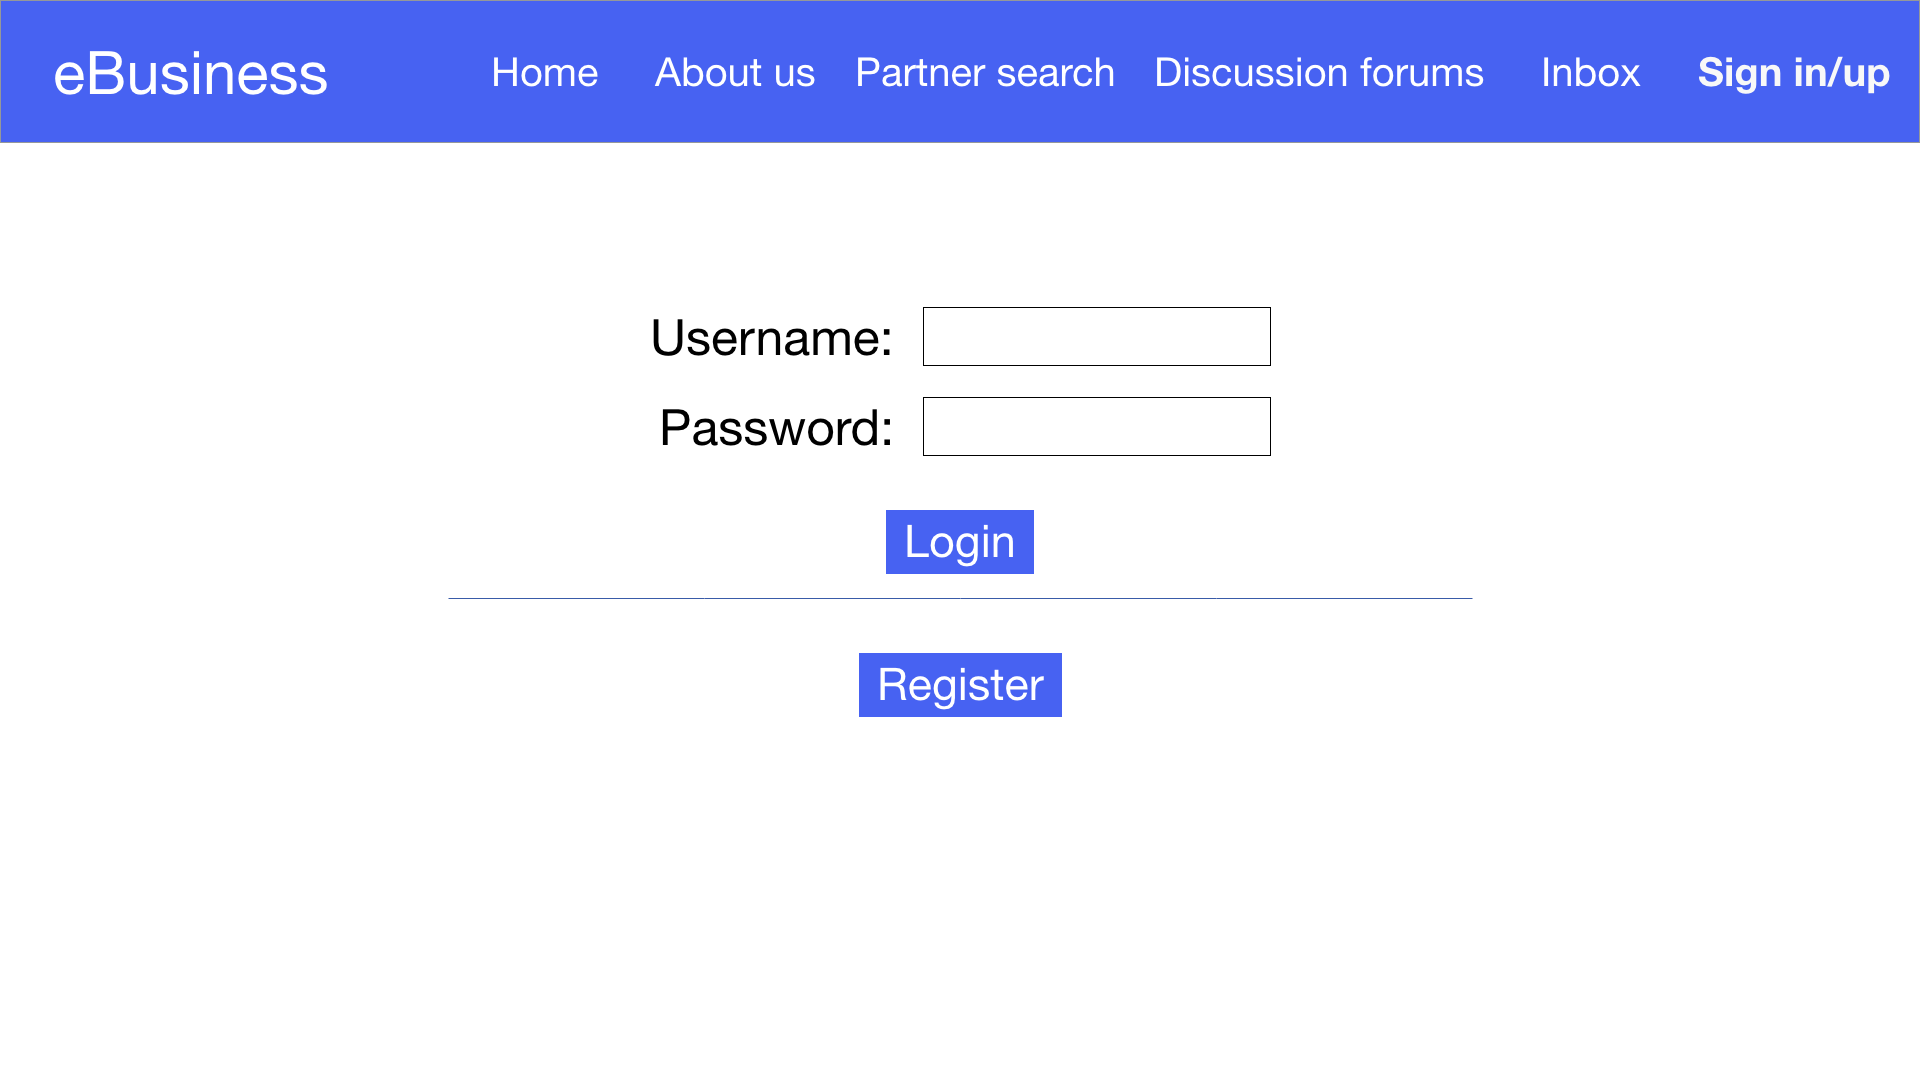 eBusiness Home About us Partner search Discussion forums Inbox Sign in/up
Username:
Password:
Login
Register